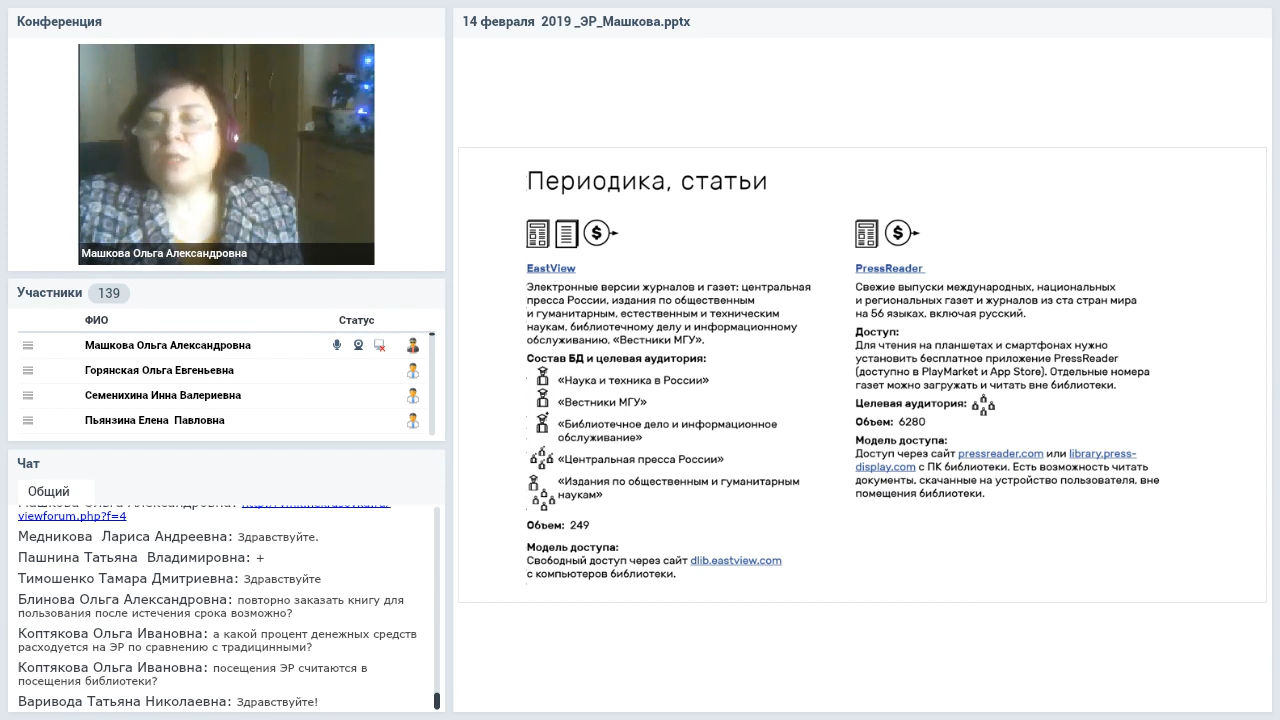 Конференция
Машкова Ольга Александровна
Участники 139
ФИО Статус
Машкова Ольга Александровна
Горянская Ольга Евгеньевна
Семенихина Инна Валериевна
Пьянзина Елена Павловна
Чат
Общий
viewforum.php?f=4
Медникова Лариса Андреевна: Здравствуйте.
Пашнина Татьяна Владимировна: +
Тимошенко Тамара Дмитриевна: Здравствуйте
Блинова Ольга Александровна: повторно заказать книгу для
пользования после истечения срока возможно?
Коптякова Ольга Ивановна: а какой процент денежных средств
расходуется на ЭР по сравнению с традицинными?
Коптякова Ольга Ивановна: посещения ЭР считаются в
посещения библиотеки?
Варивода Татьяна Николаевна: Здравствуйте!
14 февраля 2019 _ЭР_Машкова.pptx
Периодика, статьи
EastView
Электронные версии журналов и газет: центральная
пресса России, издания по общественным
и гуманитарным, естественным и техническим
наукам, библиотечному делу и информационному
обслуживанию. «Вестники МГУ».
Состав БД и целевая аудитория:
«Наука и техника в России»
«Вестники МГУ»
«Библиотечное дело и информационное
обслуживание»
«Центральная пресса России»
«Издания по общественным и гуманитарным
наукам»
Объем: 249
Модель доступа:
Свободный доступ через сайт dlib.eastview.com
с компьютеров библиотеки.
PressReader
Свежие выпуски международных, национальных
и региональных газет и журналов из ста стран мира
на 56 языках, включая русский.
Доступ:
Для чтения на планшетах и смартфонах нужно
установить бесплатное приложение PressReader
(доступно в PlayMarket и App Store). Отдельные номера
газет можно загружать и читать вне библиотеки.
Целевая аудитория:
Объем: 6280
Модель доступа:
Доступ через сайт pressreader.com или library.press-
display.com с ПК библиотеки. Есть возможность читать
документы, скачанные на устройство пользователя, вне
помещения библиотеки.